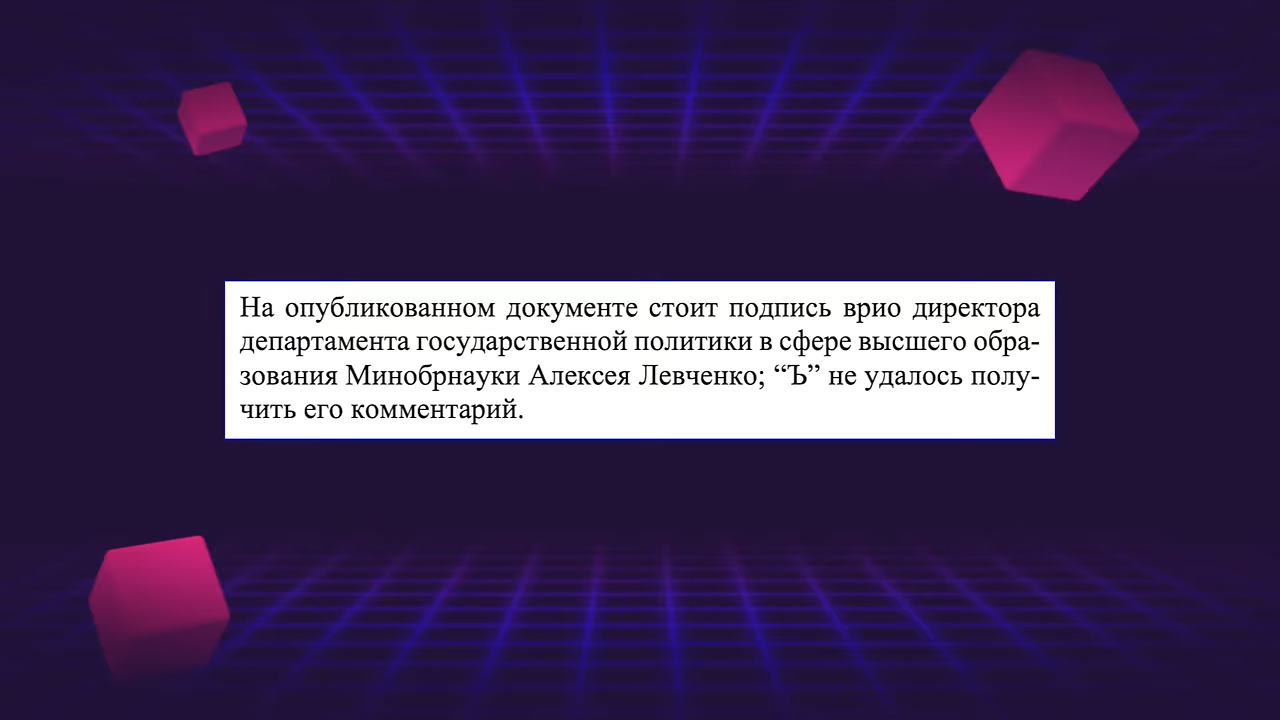 На опубликованном документе стоит подпись врио директора
департамента государственной политики в сфере высшего обра-
зования Минобрнауки Алексея Левченко; “Ъ” не удалось полу-
чить его комментарий.